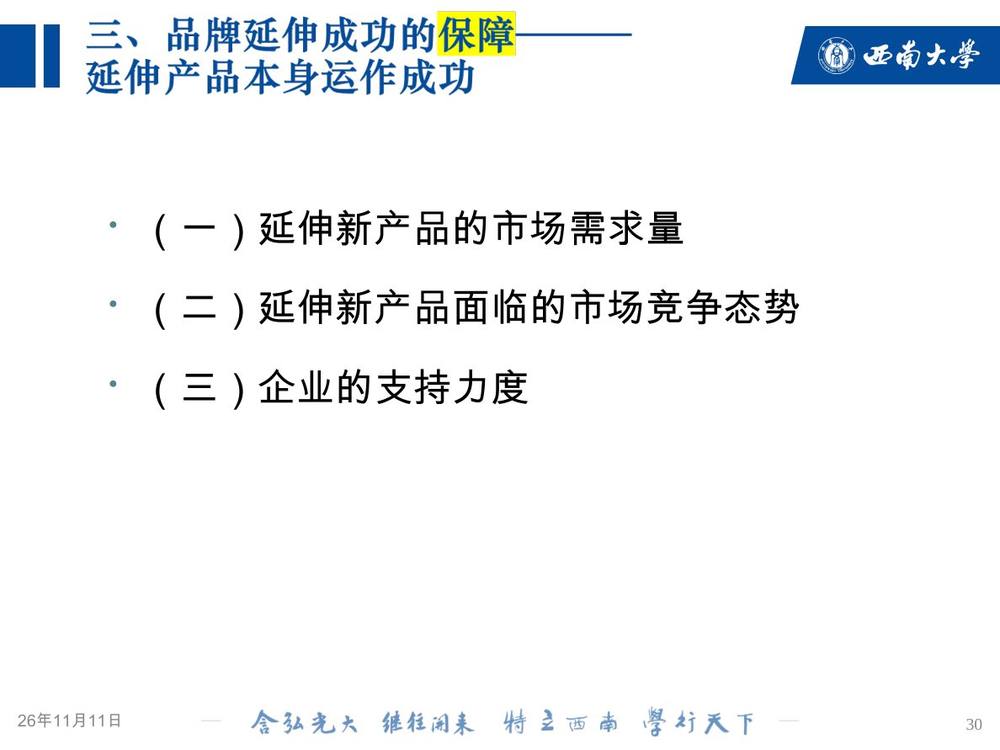 三、品牌延伸成功的保障——
延伸产品本身运作成功
西南大学
• （一）延伸新产品的市场需求量
• （二）延伸新产品面临的市场竞争态势
• （三）企业的支持力度
26年11月11日
含弘光大 继往开来 特立西南 学行天下
30